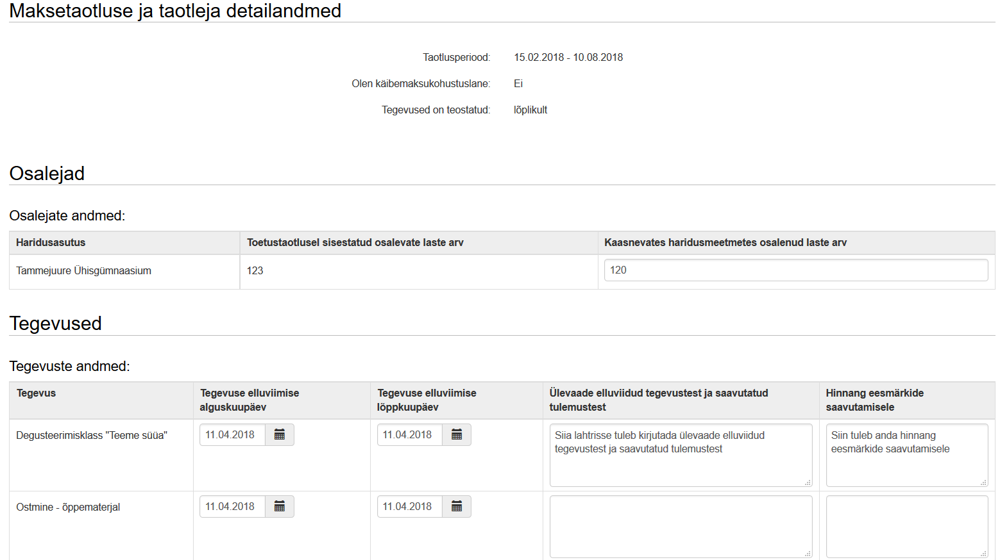 Maksetaotluse ja taotleja detailandmed
Taotlusperiood: 15.02.2018 - 10.08.2018
Olen käibemaksukohustuslane: Ei
Tegevused on teostatud: lõplikult
Osalejad
Osalejate andmed:
Haridusasutus Toetustaotlusel sisestatud osalevate laste arv Kaasnevates haridusmeetmetes osalenud laste arv
Tammejuure Ühisgümnaasium 123 120
Tegevused
Tegevuste andmed:
Tegevus Tegevuse elluviimise Tegevuse elluviimise Ülevaade elluviidud tegevustest ja saavutatud Hinnang eesmärkide
alguskuupäev lõppkuupäev tulemustest saavutamisele
Degusteerimisklass "Teeme süüa" 11.04.2018 11.04.2018 Siia lahtrisse tuleb kirjutada ülevaade elluviidud Siin tuleb anda hinnang
tegevustest ja saavutatud tulemustest eesmärkide saavutamisele
Ostmine - õppematerjal 11.04.2018 11.04.2018